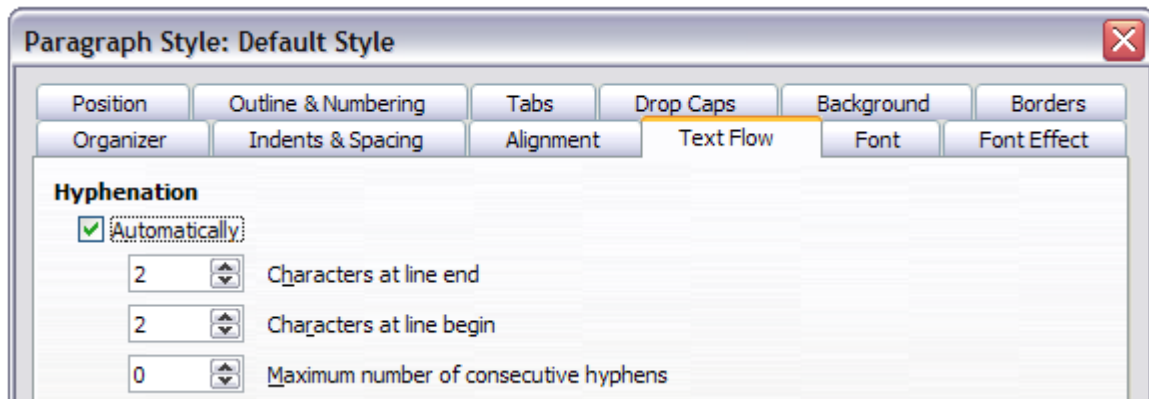 Paragraph Style: Default Style
Position Outline & Numbering Tabs Drop Caps Background Borders
Organizer Indents & Spacing Alignment Text Flow Font Font Effect
Hyphenation
Automatically
2 Characters at line end
2 Characters at line begin
0 Maximum number of consecutive hyphens